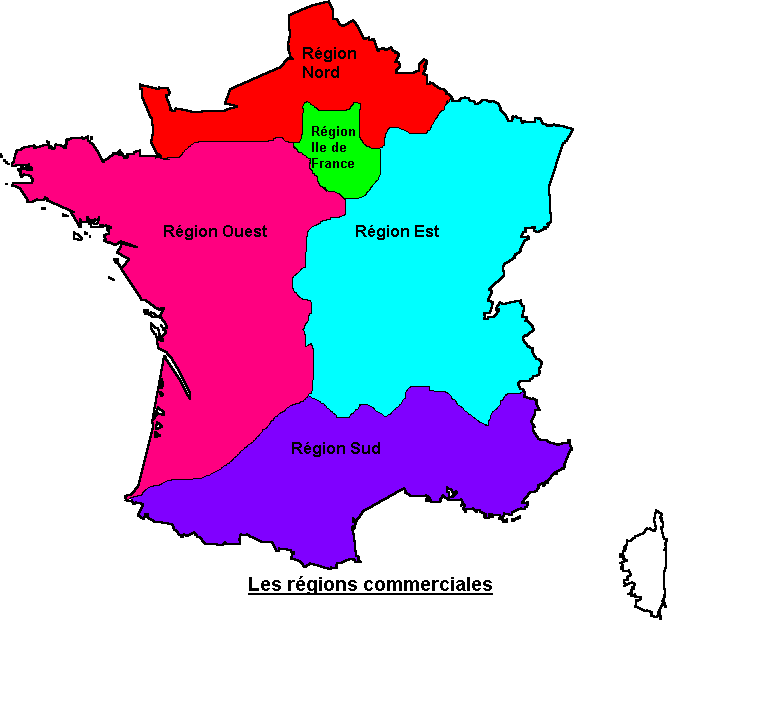 Région
Nord
Région
Ile de
France
Région Ouest
Région Est
Région Sud
Les régions commerciales